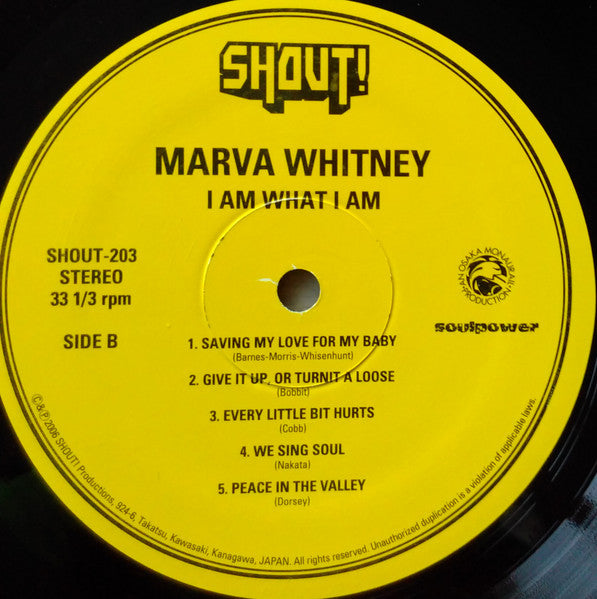 SHOUT!
MARVA WHITNEY
I AM WHAT I AM
SHOUT-203
STEREO
33 1/3 rpm
SIDE B
AN OSAKA MONAURAIL PRODUCTION
soulpower
1. SAVING MY LOVE FOR MY BABY
(Barnes-Morris-Whisenhunt)
2. GIVE IT UP, OR TURNIT A LOOSE
(Bobbit)
3. EVERY LITTLE BIT HURTS
(Cobb)
4. WE SING SOUL
(Nakata)
5. PEACE IN THE VALLEY
(Dorsey)
©&℗ 2006 SHOUT! Productions, 924-6, Takatsu, Kawasaki, Kanagawa, JAPAN. All rights reserved. Unauthorized duplication is a violation of applicable laws.